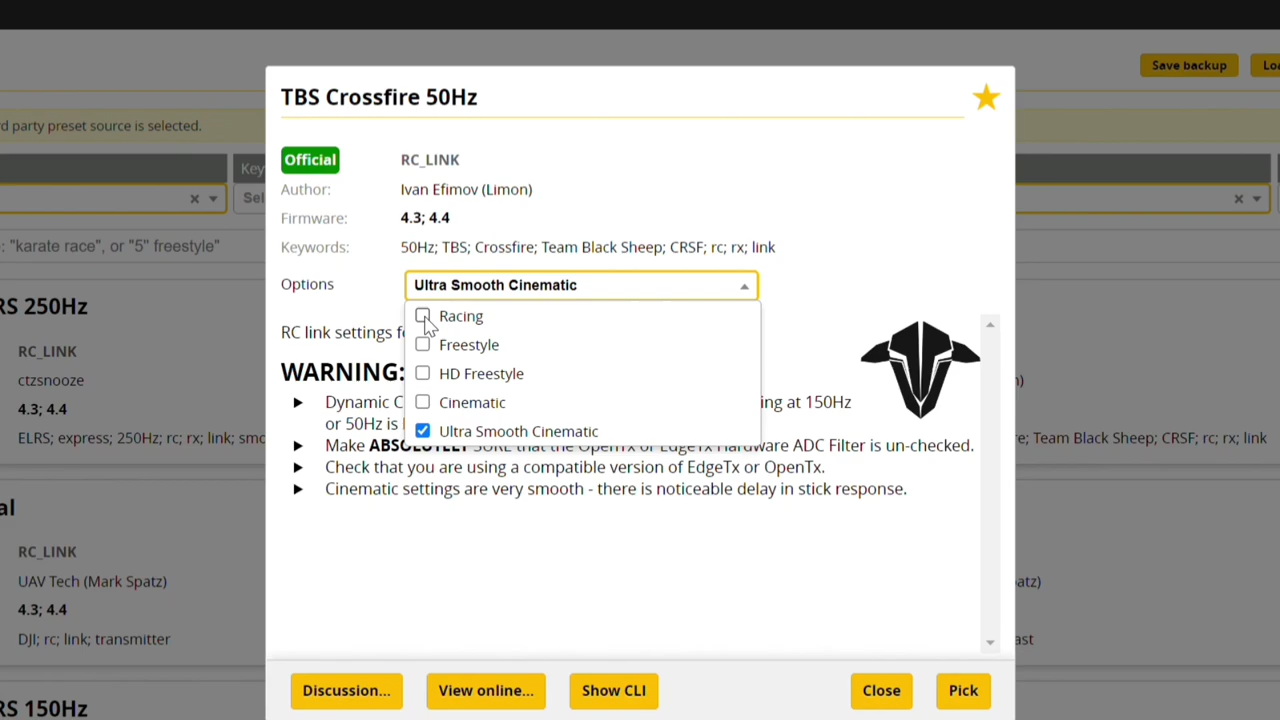 Save backup
Loa
d party preset source is selected.
Key
Sel
: "karate race", or "5" freestyle"
RS 250Hz
RC_LINK
ctzsnooze
4.3; 4.4
ELRS; express; 250Hz; rc; rx; link; smo
al
RC_LINK
UAV Tech (Mark Spatz)
4.3; 4.4
DJI; rc; link; transmitter
RS 150Hz
TBS Crossfire 50Hz
Official RC_LINK
Author: Ivan Efimov (Limon)
Firmware: 4.3; 4.4
Keywords: 50Hz; TBS; Crossfire; Team Black Sheep; CRSF; rc; rx; link
Options Ultra Smooth Cinematic
Racing
Freestyle
HD Freestyle
Cinematic
Ultra Smooth Cinematic
RC link settings f
WARNING:
Dynamic C ing at 150Hz
or 50Hz is
Make ABSOLUTELY SURE that the OpenTx or EdgeTx Hardware ADC Filter is un-checked.
Check that you are using a compatible version of EdgeTx or OpenTx.
Cinematic settings are very smooth - there is noticeable delay in stick response.
Discussion...
View online...
Show CLI
Close
Pick
n)
re; Team Black Sheep; CRSF; rc; rx; link
atz)
ast